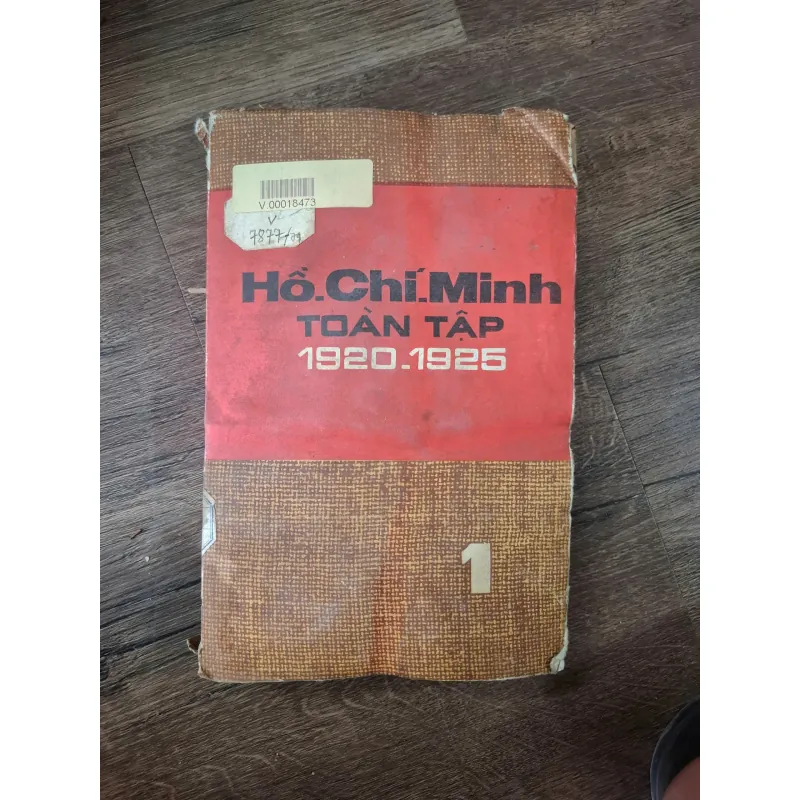 V 00018473
V
Hồ.Chí.Minh
TOÀN TẬP
1920.1925
1